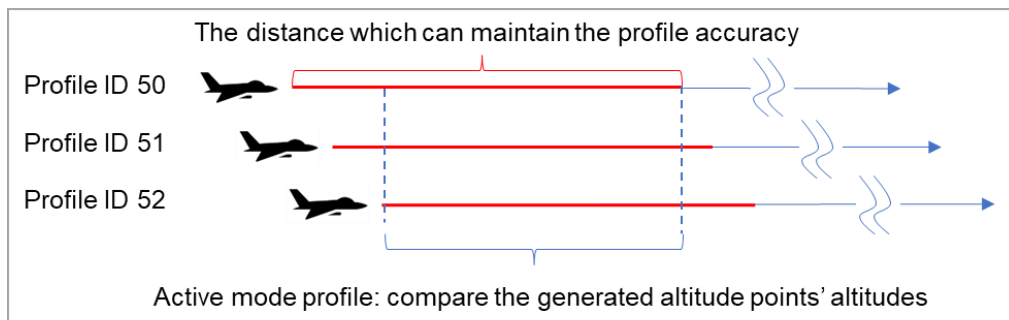 The distance which can maintain the profile accuracy
Profile ID 50
Profile ID 51
Profile ID 52
Active mode profile: compare the generated altitude points’ altitudes